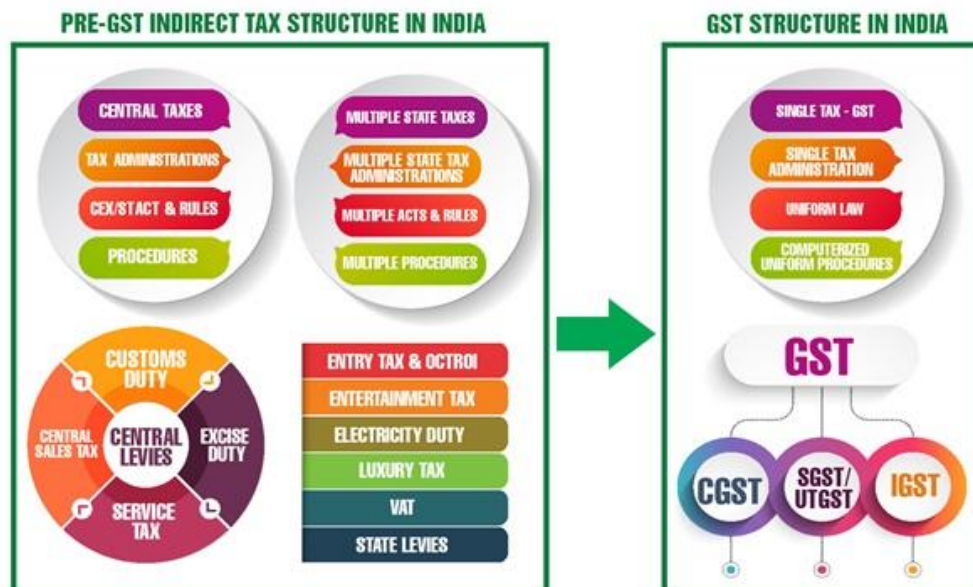 PRE-GST INDIRECT TAX STRUCTURE IN INDIA
CENTRAL TAXES
TAX ADMINISTRATIONS
CEX/STACT & RULES
PROCEDURES
MULTIPLE STATE TAXES
MULTIPLE STATE TAX
ADMINISTRATIONS
MULTIPLE ACTS & RULES
MULTIPLE PROCEDURES
CUSTOMS
DUTY
CENTRAL
SALES TAX
CENTRAL
LEVIES
EXCISE
DUTY
SERVICE
TAX
ENTRY TAX & OCTROI
ENTERTAINMENT TAX
ELECTRICITY DUTY
LUXURY TAX
VAT
STATE LEVIES
GST STRUCTURE IN INDIA
SINGLE TAX - GST
SINGLE TAX
ADMINISTRATION
UNIFORM LAW
COMPUTERIZED
UNIFORM PROCEDURES
GST
CGST
SGST/
UTGST
IGST